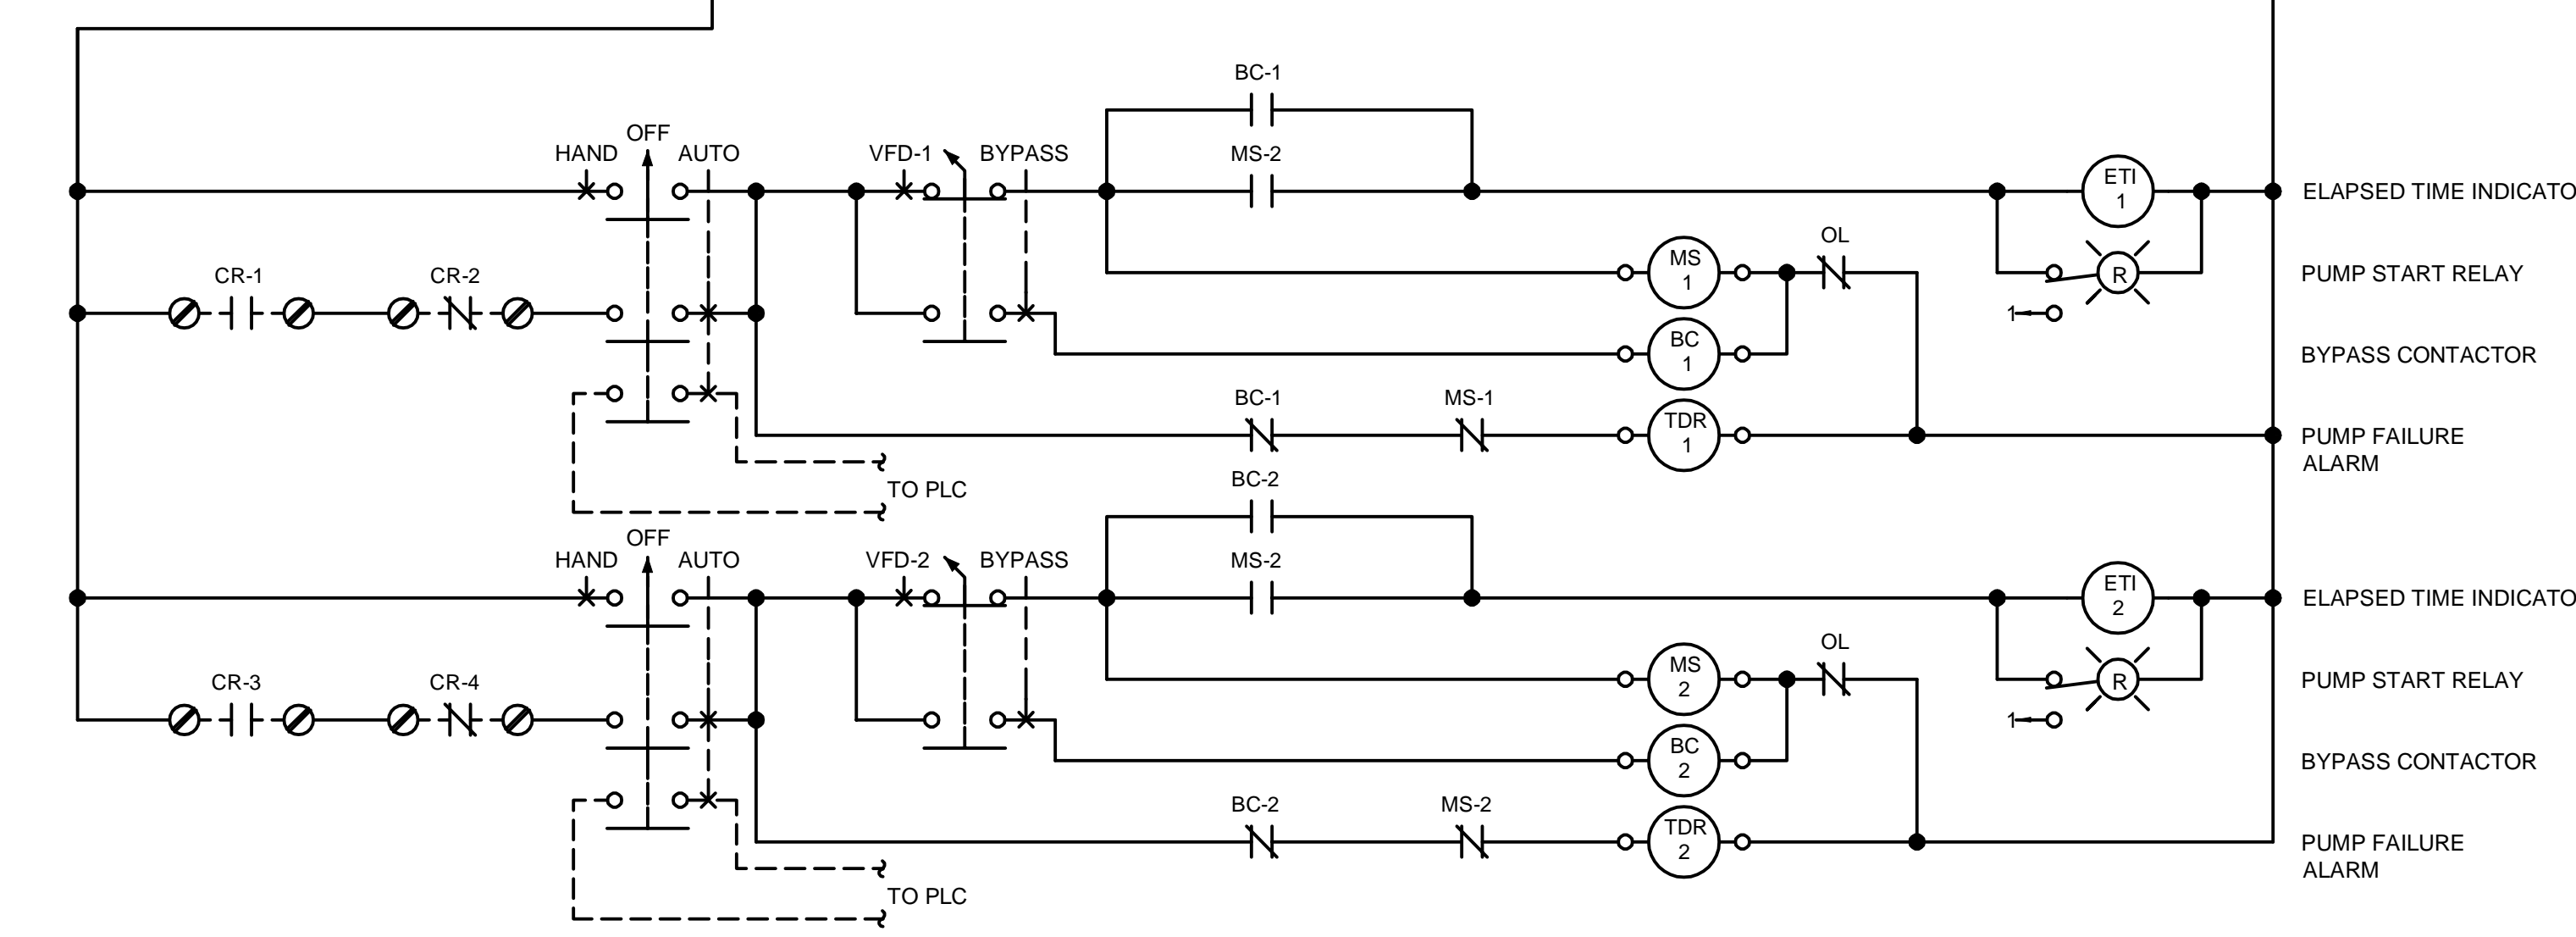 BC-1
OFF
HAND
AUTO
VFD-1
BYPASS
MS-2
ETI
1
ELAPSED TIME INDICATO
OL
CR-1
CR-2
MS
1
R
PUMP START RELAY
1
BC
1
BYPASS CONTACTOR
BC-1
MS-1
TDR
1
PUMP FAILURE
ALARM
TO PLC
BC-2
OFF
HAND
AUTO
VFD-2
BYPASS
MS-2
ETI
2
ELAPSED TIME INDICATO
OL
CR-3
CR-4
MS
2
R
PUMP START RELAY
1
BC
2
BYPASS CONTACTOR
BC-2
MS-2
TDR
2
PUMP FAILURE
ALARM
TO PLC